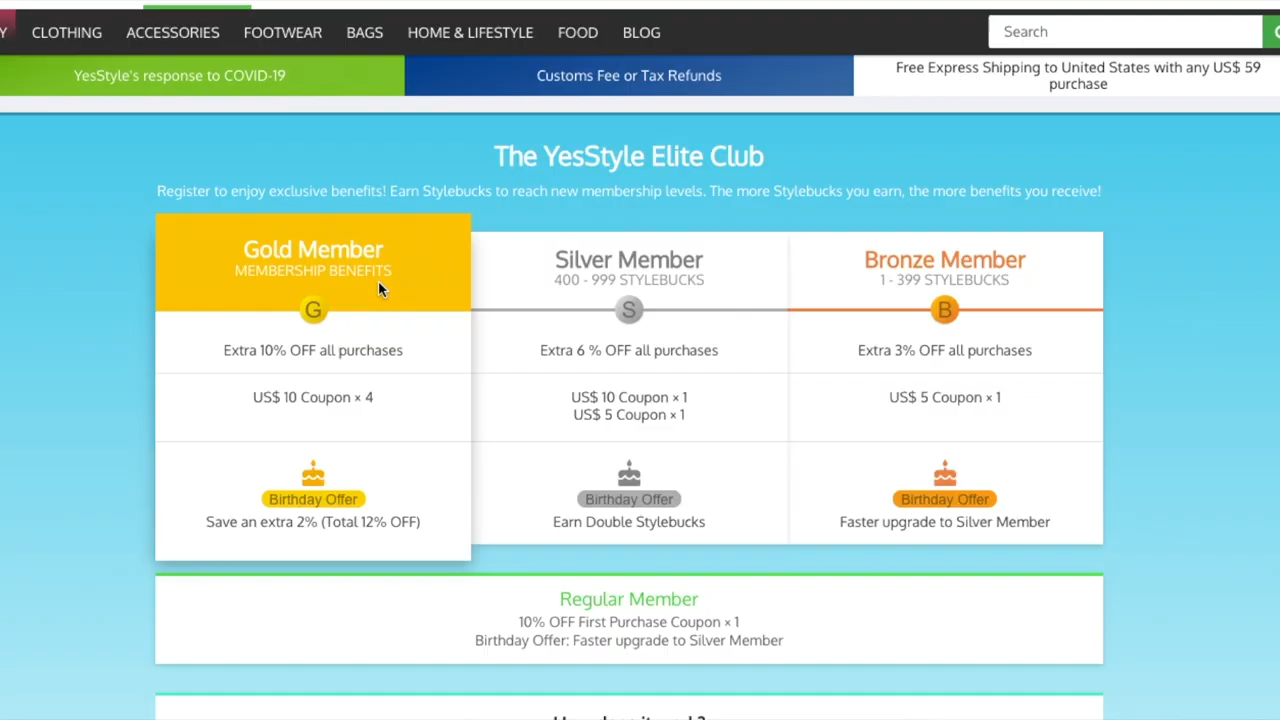 Y CLOTHING ACCESSORIES FOOTWEAR BAGS HOME & LIFESTYLE FOOD BLOG Search
YesStyle's response to COVID-19
Customs Fee or Tax Refunds
Free Express Shipping to United States with any US$ 59
purchase
The YesStyle Elite Club
Register to enjoy exclusive benefits! Earn Stylebucks to reach new membership levels. The more Stylebucks you earn, the more benefits you receive!
Gold Member
MEMBERSHIP BENEFITS
G
Extra 10% OFF all purchases
US$ 10 Coupon × 4
Birthday Offer
Save an extra 2% (Total 12% OFF)
Silver Member
400 - 999 STYLEBUCKS
S
Extra 6 % OFF all purchases
US$ 10 Coupon × 1
US$ 5 Coupon × 1
Birthday Offer
Earn Double Stylebucks
Bronze Member
1 - 399 STYLEBUCKS
B
Extra 3% OFF all purchases
US$ 5 Coupon × 1
Birthday Offer
Faster upgrade to Silver Member
Regular Member
10% OFF First Purchase Coupon × 1
Birthday Offer: Faster upgrade to Silver Member